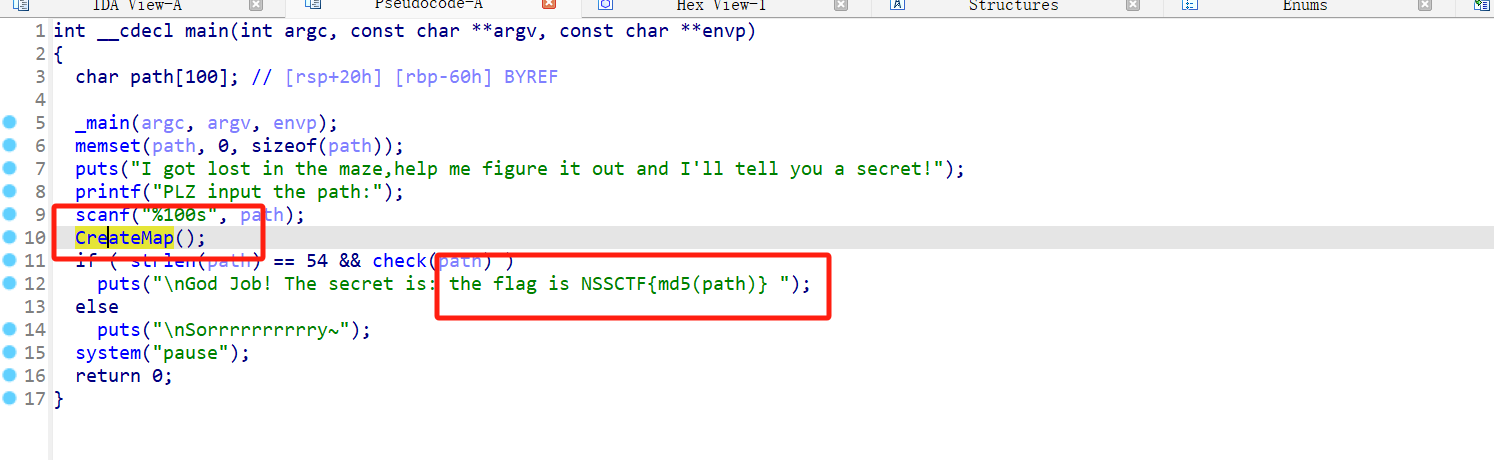 IDA View-A Pseudocode-A Hex View-1 Structures Enums
1 int __cdecl main(int argc, const char **argv, const char **envp)
2 {
3 char path[100]; // [rsp+20h] [rbp-60h] BYREF
4
5 _main(argc, argv, envp);
6 memset(path, 0, sizeof(path));
7 puts("I got lost in the maze,help me figure it out and I'll tell you a secret!");
8 printf("PLZ input the path:");
9 scanf("%100s", path);
10 CreateMap();
11 if ( strlen(path) == 54 && check(path) )
12 puts("\nGod Job! The secret is: the flag is NSSCTF{md5(path)} ");
13 else
14 puts("\nSorrrrrrrrrry~");
15 system("pause");
16 return 0;
17 }